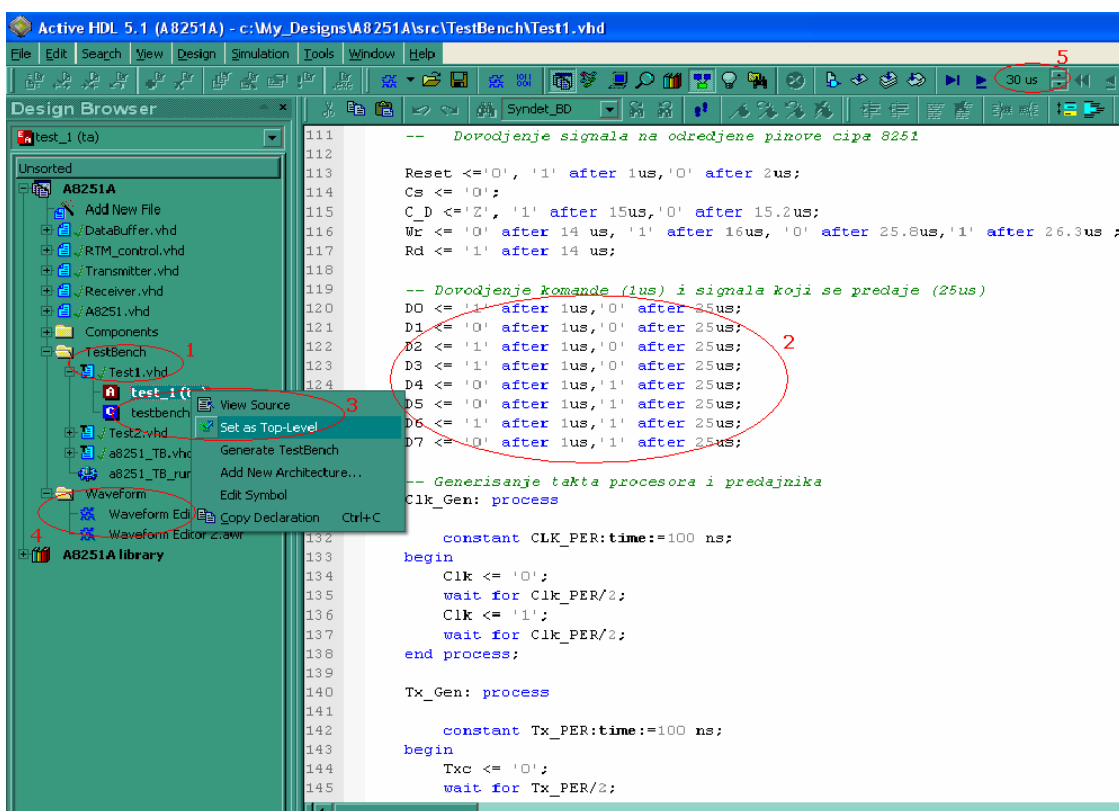 Active HDL 5.1 (A8251A) - c:\My_Designs\A8251A\src\TestBench\Test1.vhd
File Edit Search View Design Simulation Tools Window Help
5
30 us
Design Browser
Syndet_BD
test_1 (ta)
Unsorted
A8251A
Add New File
DataBuffer.vhd
RTM_control.vhd
Transmitter.vhd
Receiver.vhd
A8251.vhd
Components
TestBench
1
Test1.vhd
test_1 (t
testbench
Test2.vhd
a8251_TB.vhd
a8251_TB_run
Waveform
Waveform Edi
4
Waveform Editor 2.awf
A8251A library
View Source
3
Set as Top-Level
Generate TestBench
Add New Architecture...
Edit Symbol
Copy Declaration Ctrl+C
111 -- Dovodjenje signala na odredjene pinove cipa 8251
112
113 Reset <='0', '1' after 1us,'0' after 2us;
114 Cs <= '0';
115 C_D <='Z', '1' after 15us,'0' after 15.2us;
116 Wr <= '0' after 14 us, '1' after 16us, '0' after 25.8us,'1' after 26.3us ;
117 Rd <= '1' after 14 us;
118
119 -- Dovodjenje komande (1us) i signala koji se predaje (25us)
120 D0 <= '1' after 1us,'0' after 25us;
121 D1 <= '0' after 1us,'0' after 25us;
122 D2 <= '1' after 1us,'0' after 25us;
2
123 D3 <= '1' after 1us,'0' after 25us;
124 D4 <= '0' after 1us,'1' after 25us;
D5 <= '0' after 1us,'1' after 25us;
D6 <= '1' after 1us,'1' after 25us;
D7 <= '0' after 1us,'1' after 25us;
-- Generisanje takta procesora i predajnika
Clk_Gen: process
132 constant CLK_PER:time:=100 ns;
133 begin
134 Clk <= '0';
135 wait for Clk_PER/2;
136 Clk <= '1';
137 wait for Clk_PER/2;
138 end process;
139
140 Tx_Gen: process
141
142 constant Tx_PER:time:=100 ns;
143 begin
144 Txc <= '0';
145 wait for Tx_PER/2;